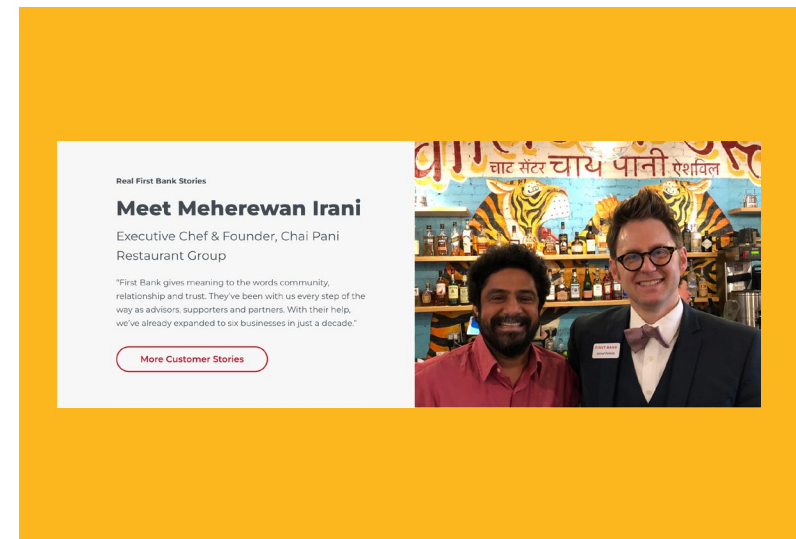 Real First Bank Stories
Meet Meherewan Irani
Executive Chef & Founder, Chai Pani
Restaurant Group
"First Bank gives meaning to the words community,
relationship and trust. They've been with us every step of the
way as advisors, supporters and partners. With their help,
we've already expanded to six businesses in just a decade."
More Customer Stories
चाट सेंटर चाय पानी ऐशविल
FIRST BANK